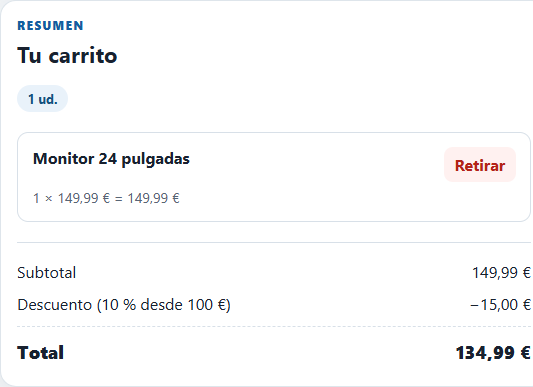 RESUMEN
Tu carrito
1 ud.
Monitor 24 pulgadas
Retirar
1 × 149,99 € = 149,99 €
Subtotal 149,99 €
Descuento (10 % desde 100 €) −15,00 €
Total 134,99 €